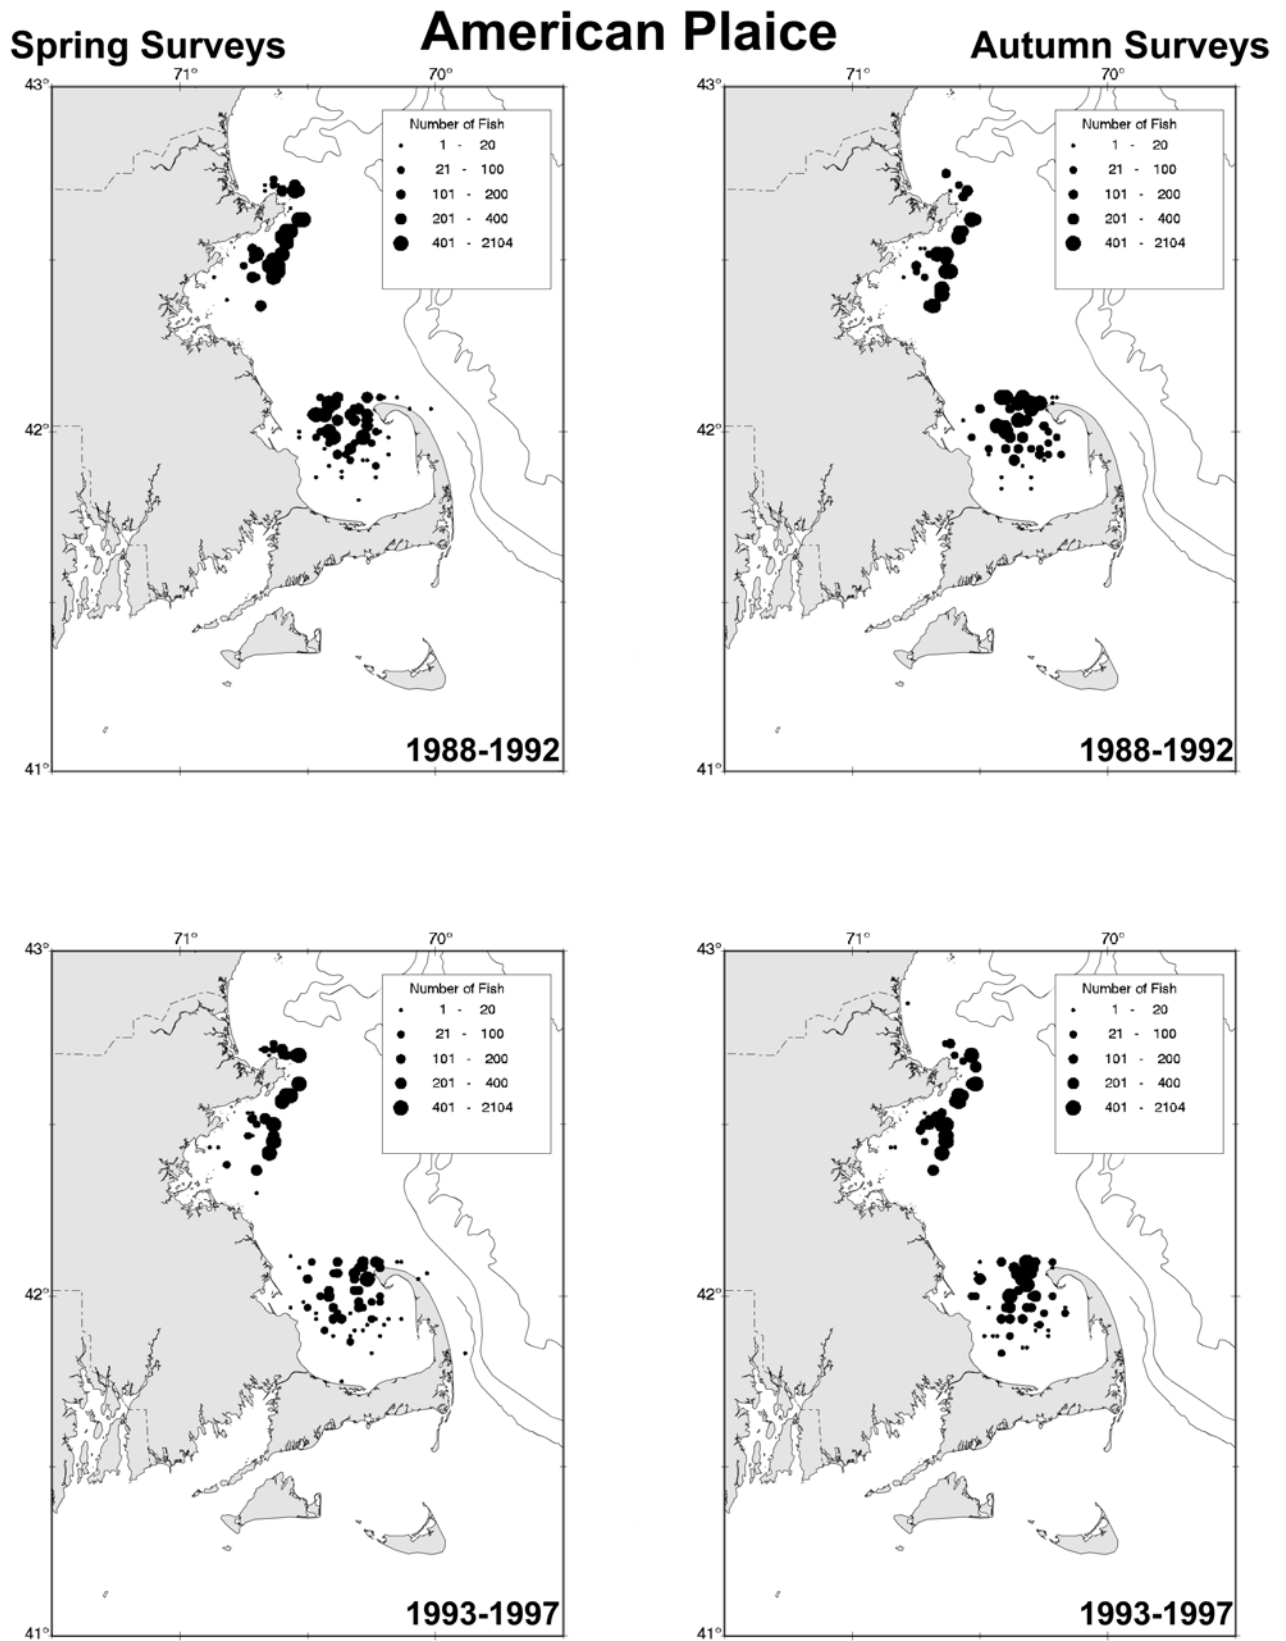 American Plaice
Spring Surveys
Autumn Surveys
71° 70°
43°
Number of Fish
1 - 20
21 - 100
101 - 200
201 - 400
401 - 2104
42°
41°
1988-1992
71° 70°
43°
Number of Fish
1 - 20
21 - 100
101 - 200
201 - 400
401 - 2104
42°
41°
1988-1992
71° 70°
43°
Number of Fish
1 - 20
21 - 100
101 - 200
201 - 400
401 - 2104
42°
41°
1993-1997
71° 70°
43°
Number of Fish
1 - 20
21 - 100
101 - 200
201 - 400
401 - 2104
42°
41°
1993-1997